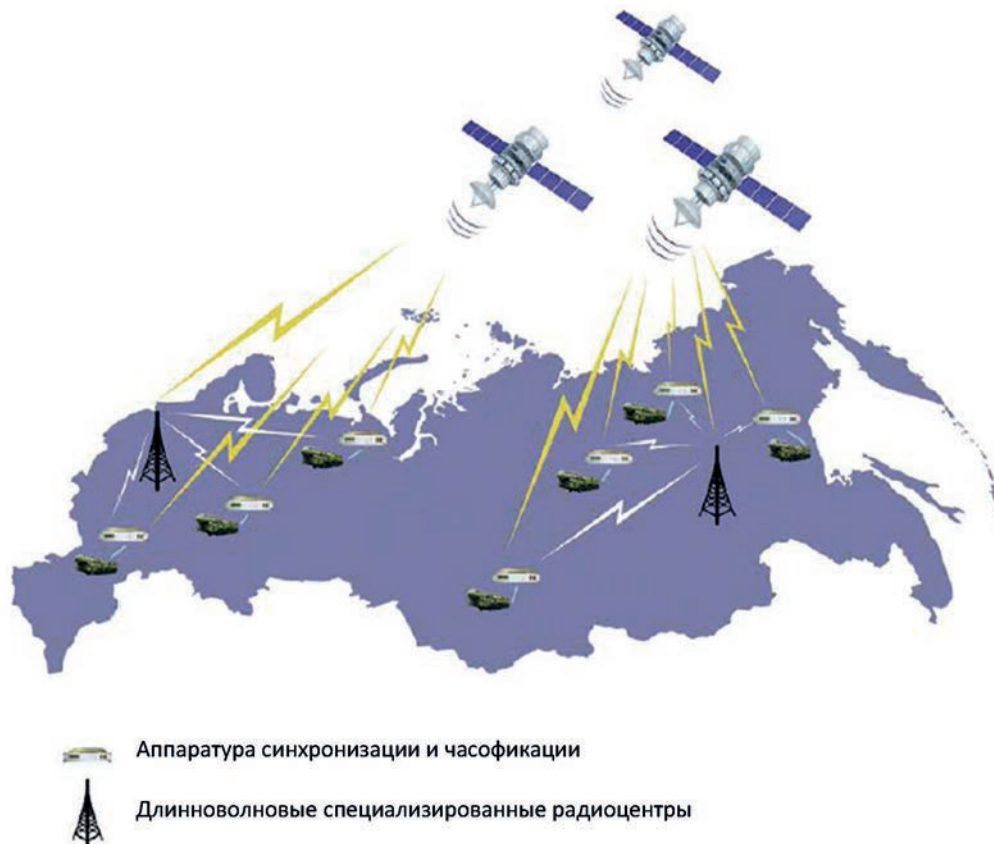 Аппаратура синхронизации и часофикации
Длинноволновые специализированные радиоцентры